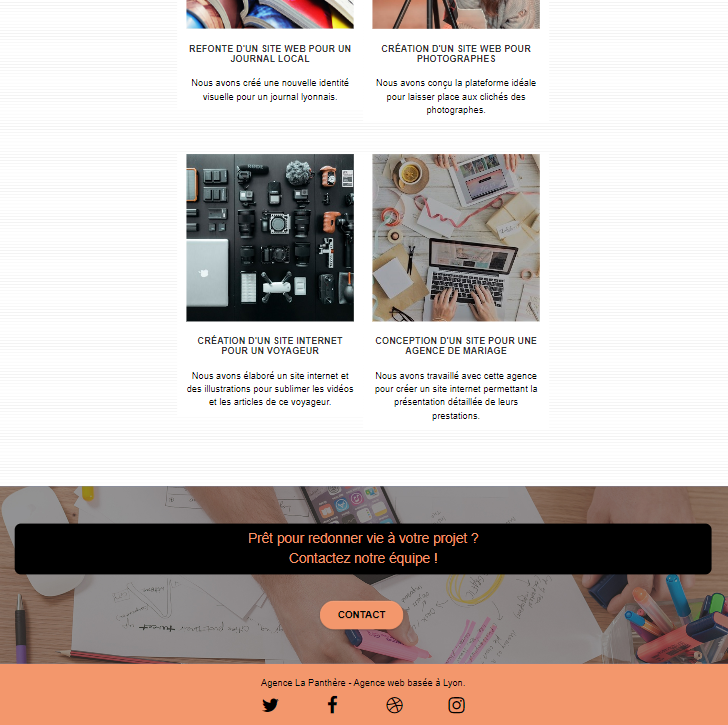 REFONTE D'UN SITE WEB POUR UN
JOURNAL LOCAL
Nous avons créé une nouvelle identité
visuelle pour un journal lyonnais.
CRÉATION D'UN SITE WEB POUR
PHOTOGRAPHES
Nous avons conçu la plateforme idéale
pour laisser place aux clichés des
photographes.
CRÉATION D'UN SITE INTERNET
POUR UN VOYAGEUR
Nous avons élaboré un site internet et
des illustrations pour sublimer les vidéos
et les articles de ce voyageur.
CONCEPTION D'UN SITE POUR UNE
AGENCE DE MARIAGE
Nous avons travaillé avec cette agence
pour créer un site internet permettant la
présentation détaillée de leurs
prestations.
Prêt pour redonner vie à votre projet ?
Contactez notre équipe !
CONTACT
Agence La Panthère - Agence web basée à Lyon.